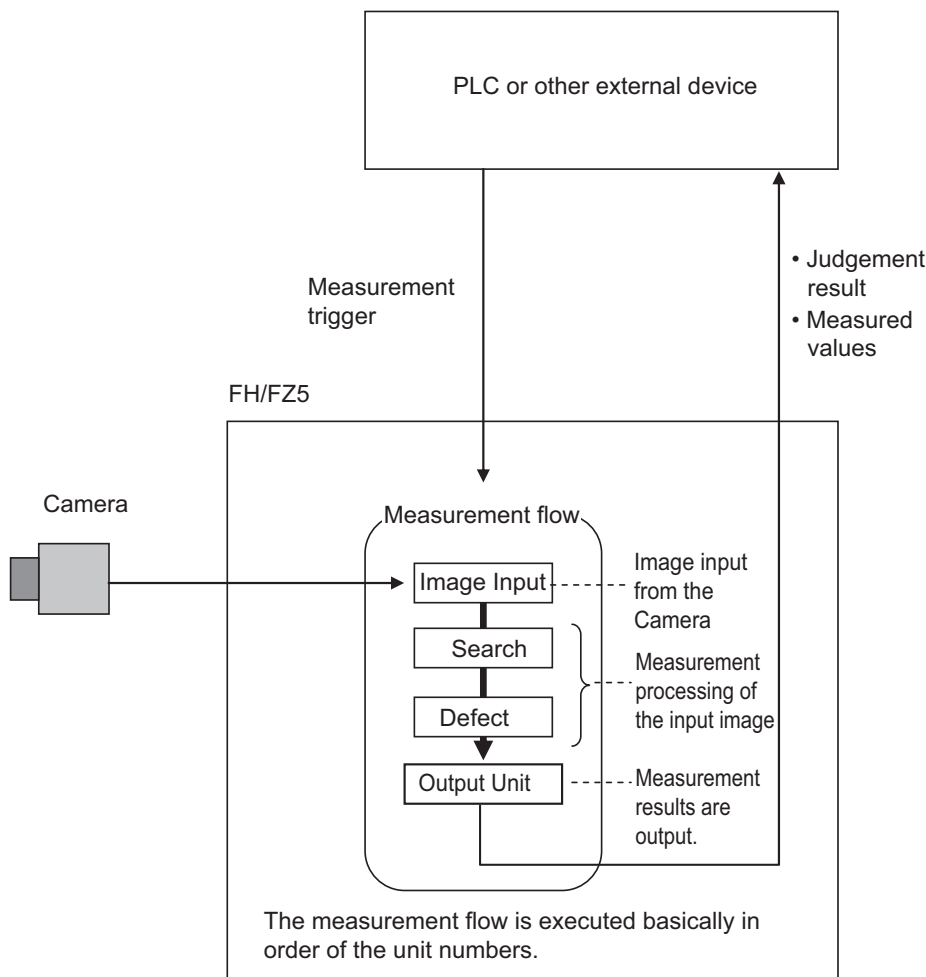 PLC or other external device
Measurement
trigger
• Judgement
result
• Measured
values
FH/FZ5
Camera
Measurement flow
Image Input
Search
Defect
Output Unit
Image input
from the
Camera
Measurement
processing of
the input image
Measurement
results are
output.
The measurement flow is executed basically in
order of the unit numbers.